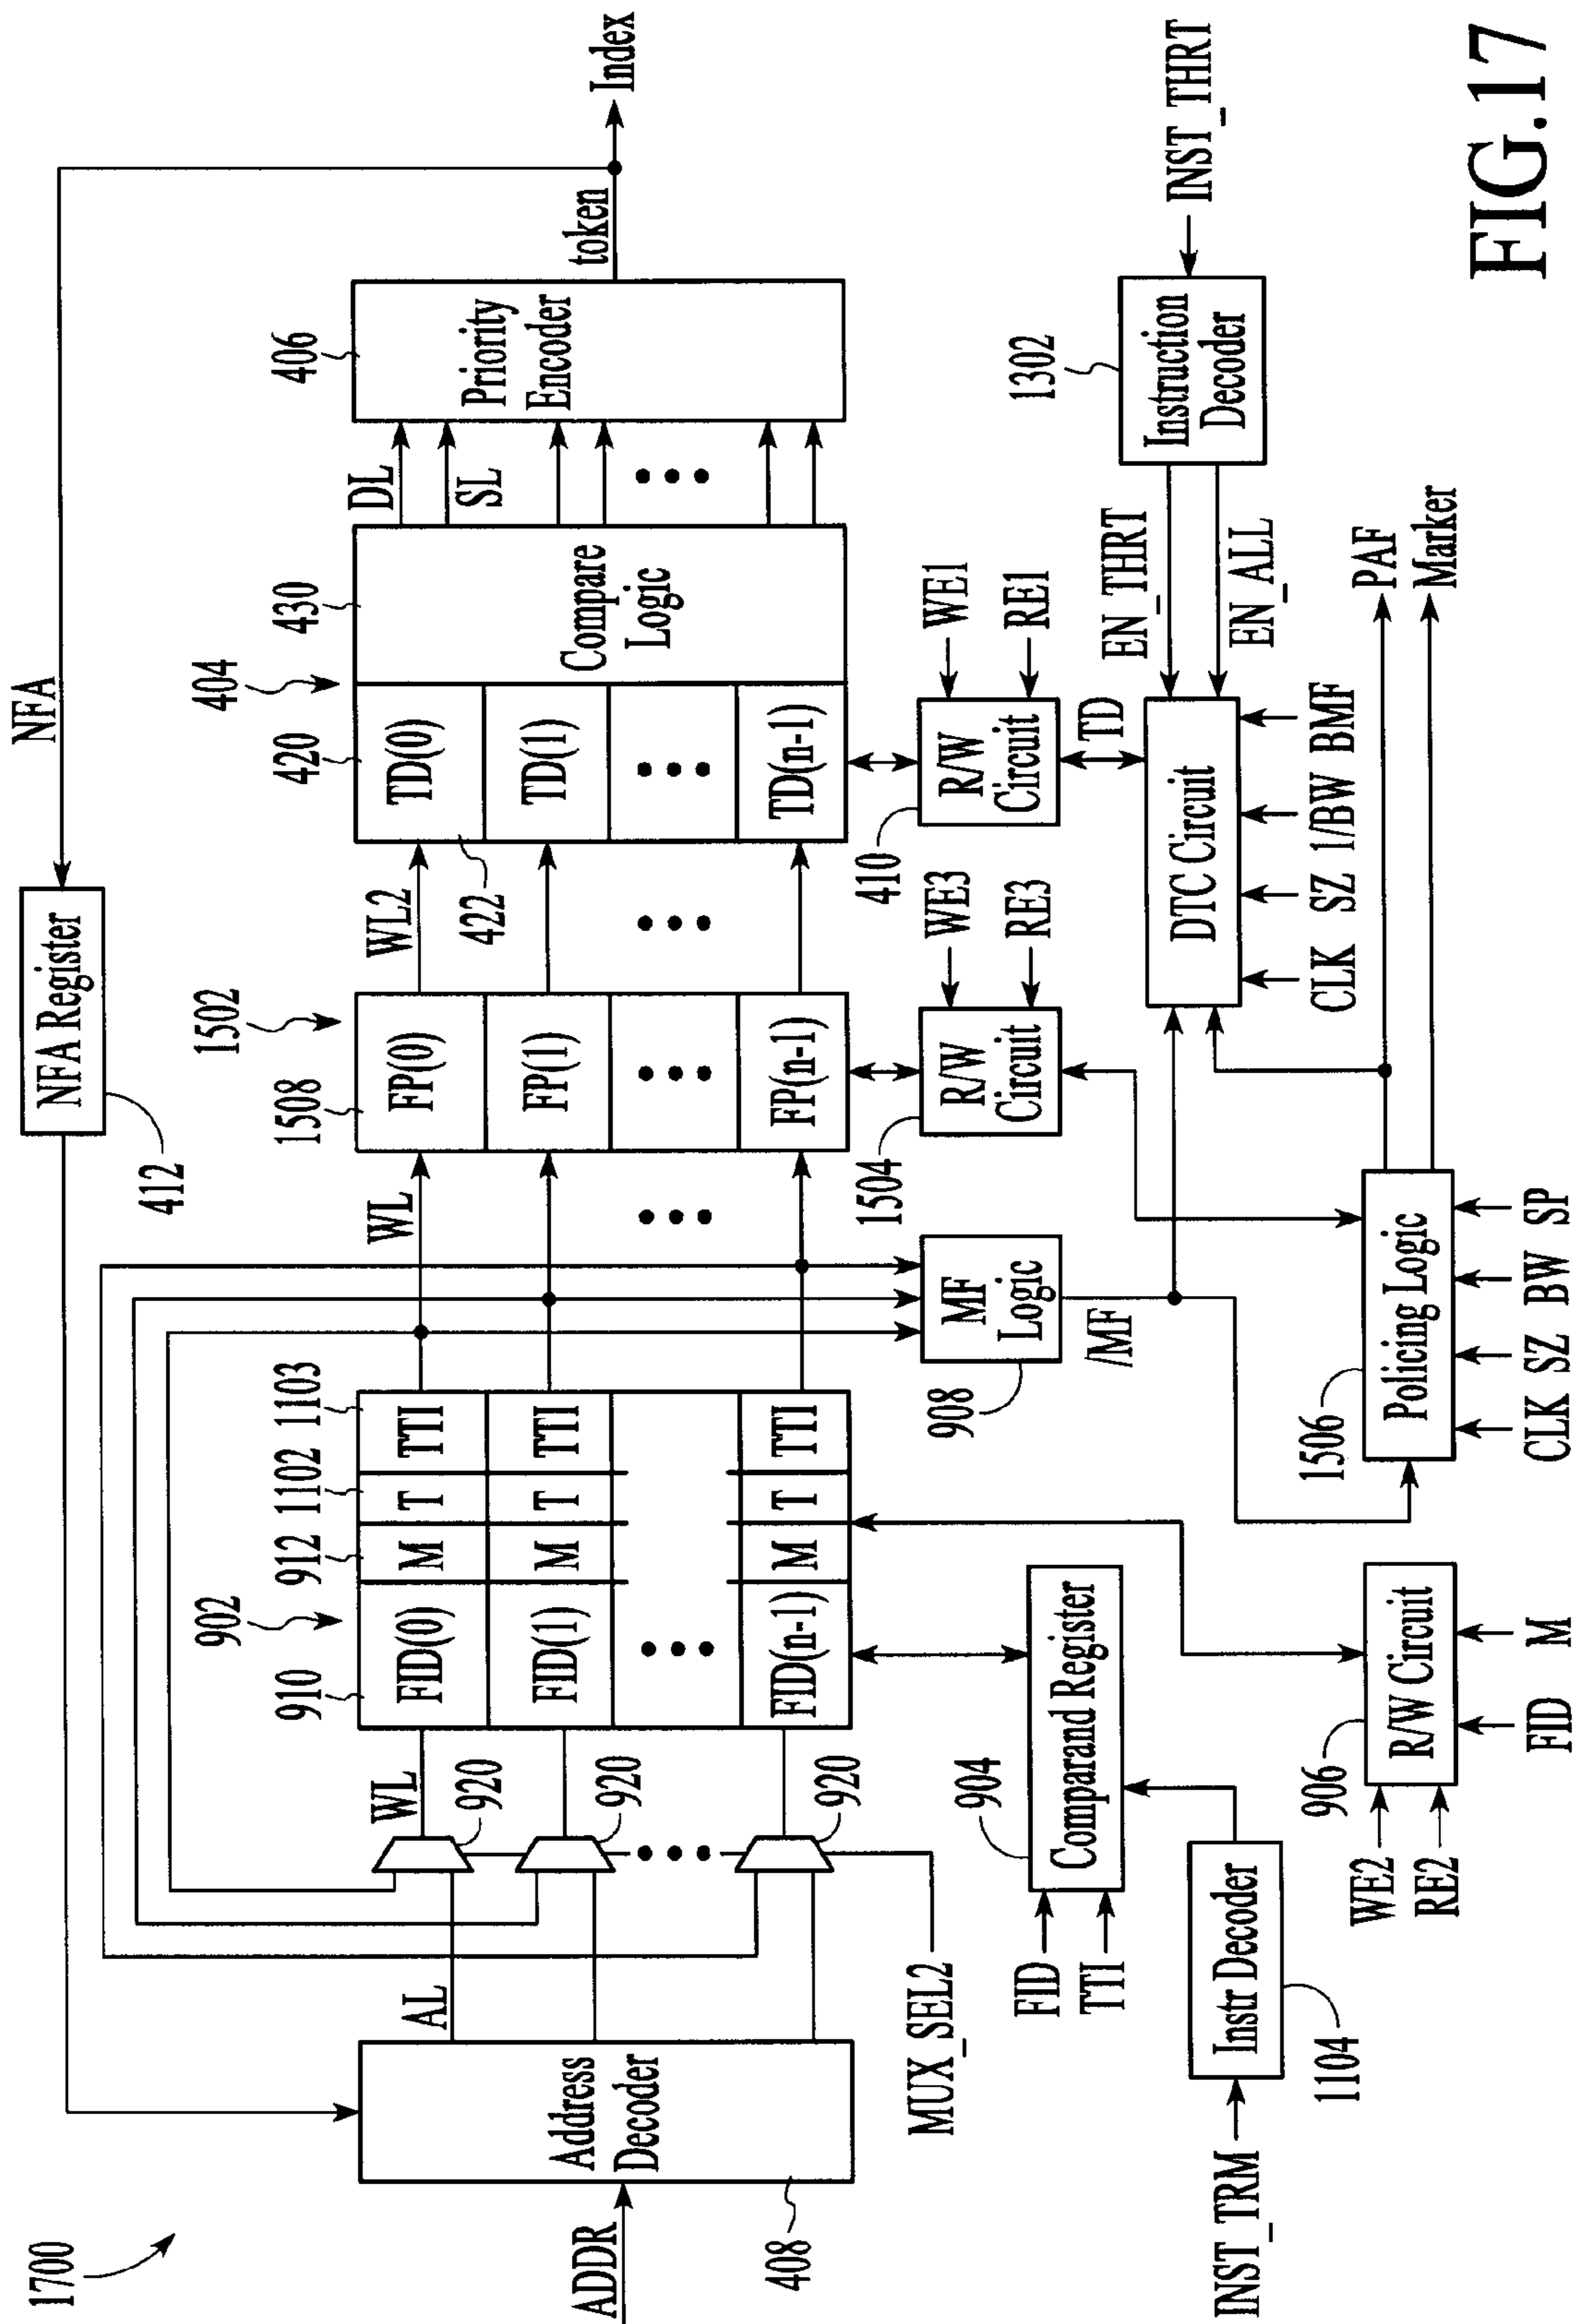 1700
ADDR
408
Address
Decoder
AL
NFA Register
412
NFA
MUX_SEL2
WL
920
920
920
910
902
912
1102
1103
FID(0)
M
T
TTI
FID(1)
M
T
TTI
FID(n-1)
M
T
TTI
WL
1508
1502
FP(0)
FP(1)
FP(n-1)
WL2
422
420
404
430
TD(0)
TD(1)
TD(n-1)
Compare
Logic
DL
SL
406
Priority
Encoder
token
Index
INST_TRM
Instr Decoder
1104
FID
TTI
904
Comparand Register
WE2
RE2
906
R/W Circuit
FID
M
MF
Logic
908
/MF
1504
R/W
Circuit
WE3
RE3
410
R/W
Circuit
WE1
RE1
TD
1506
Policing Logic
CLK
SZ
BW
SP
DTC Circuit
CLK
SZ
1/BW
BMF
EN_THRT
EN_ALL
1302
Instruction
Decoder
INST_THRT
PAF
Marker
FIG.17